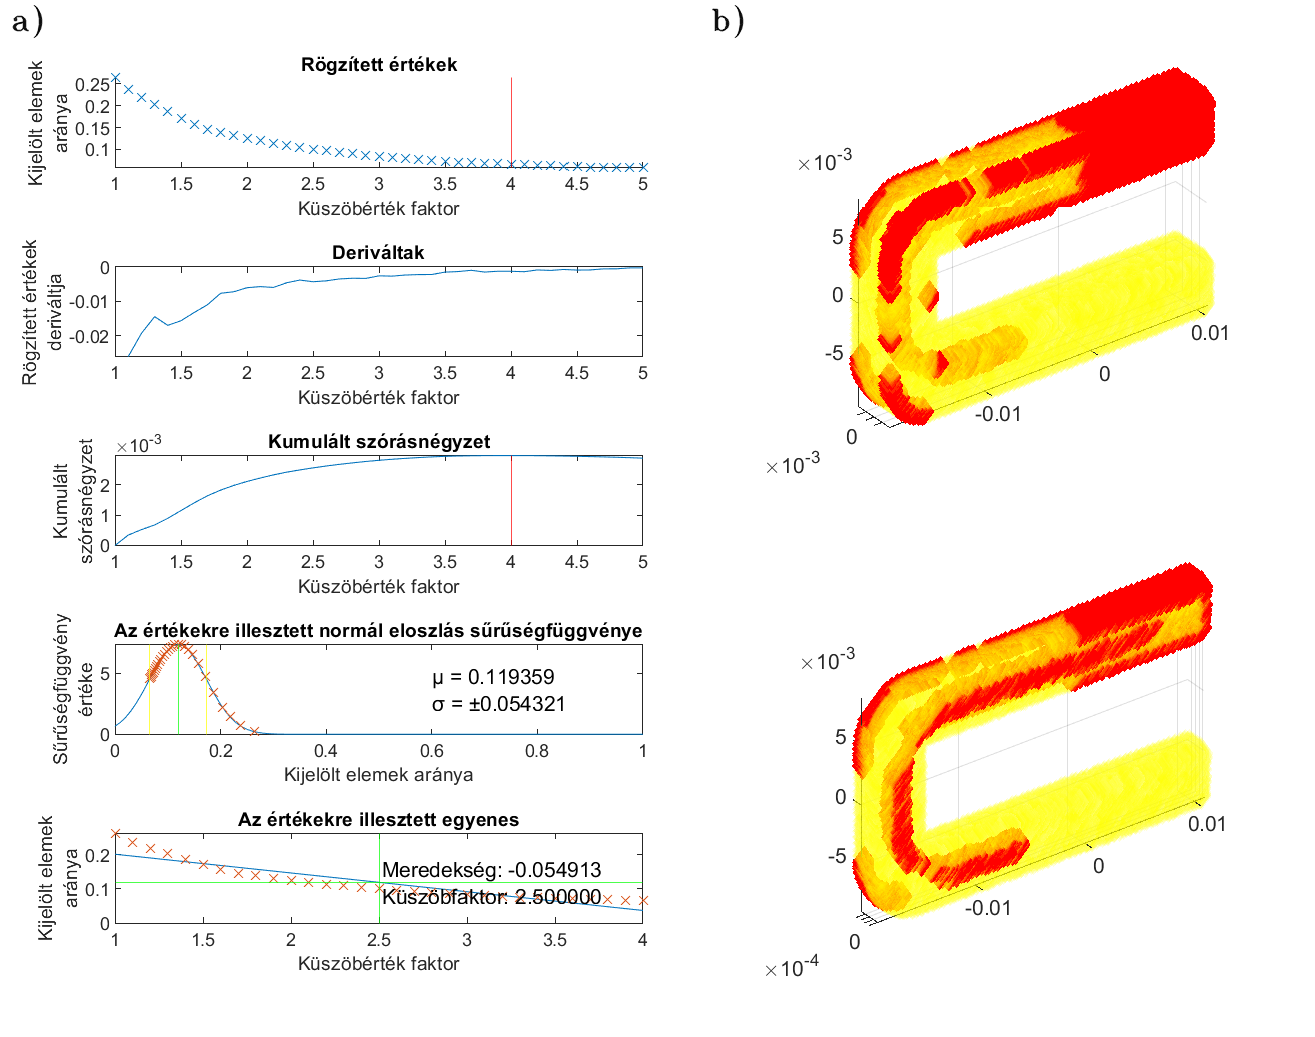 a)
Rögzített értékek
Kijelölt elemek
aránya
0.25
0.2
0.15
0.1
1 1.5 2 2.5 3 3.5 4 4.5 5
Küszöbérték faktor
Deriváltak
Rögzített értékek
deriváltja
0
-0.01
-0.02
1 1.5 2 2.5 3 3.5 4 4.5 5
Küszöbérték faktor
×10-3
Kumulált szórásnégyzet
Kumulált
szórásnégyzet
2
1
0
1 1.5 2 2.5 3 3.5 4 4.5 5
Küszöbérték faktor
Az értékekre illesztett normál eloszlás sűrűségfüggvénye
Sűrűségfüggvény
értéke
5
0
μ = 0.119359
σ = ±0.054321
0 0.2 0.4 0.6 0.8 1
Kijelölt elemek aránya
Az értékekre illesztett egyenes
Kijelölt elemek
aránya
0.2
0.1
0
Meredekség: -0.054913
Küszöbfaktor: 2.500000
1 1.5 2 2.5 3 3.5 4
Küszöbérték faktor
b)
×10-3
5
0
-5
0.01
0
-0.01
0
×10-3
×10-3
5
0
-5
0.01
0
-0.01
0
×10-4